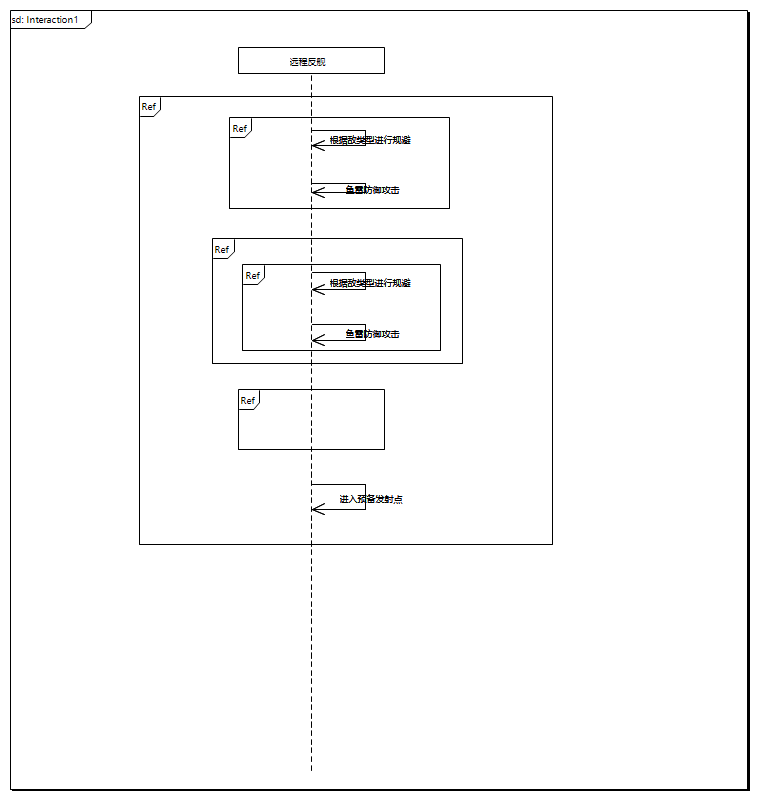 sd: Interaction1
远程反舰
Ref
Ref
根据敌类型进行规避
鱼雷防御攻击
Ref
Ref
根据敌类型进行规避
鱼雷防御攻击
Ref
进入预备发射点